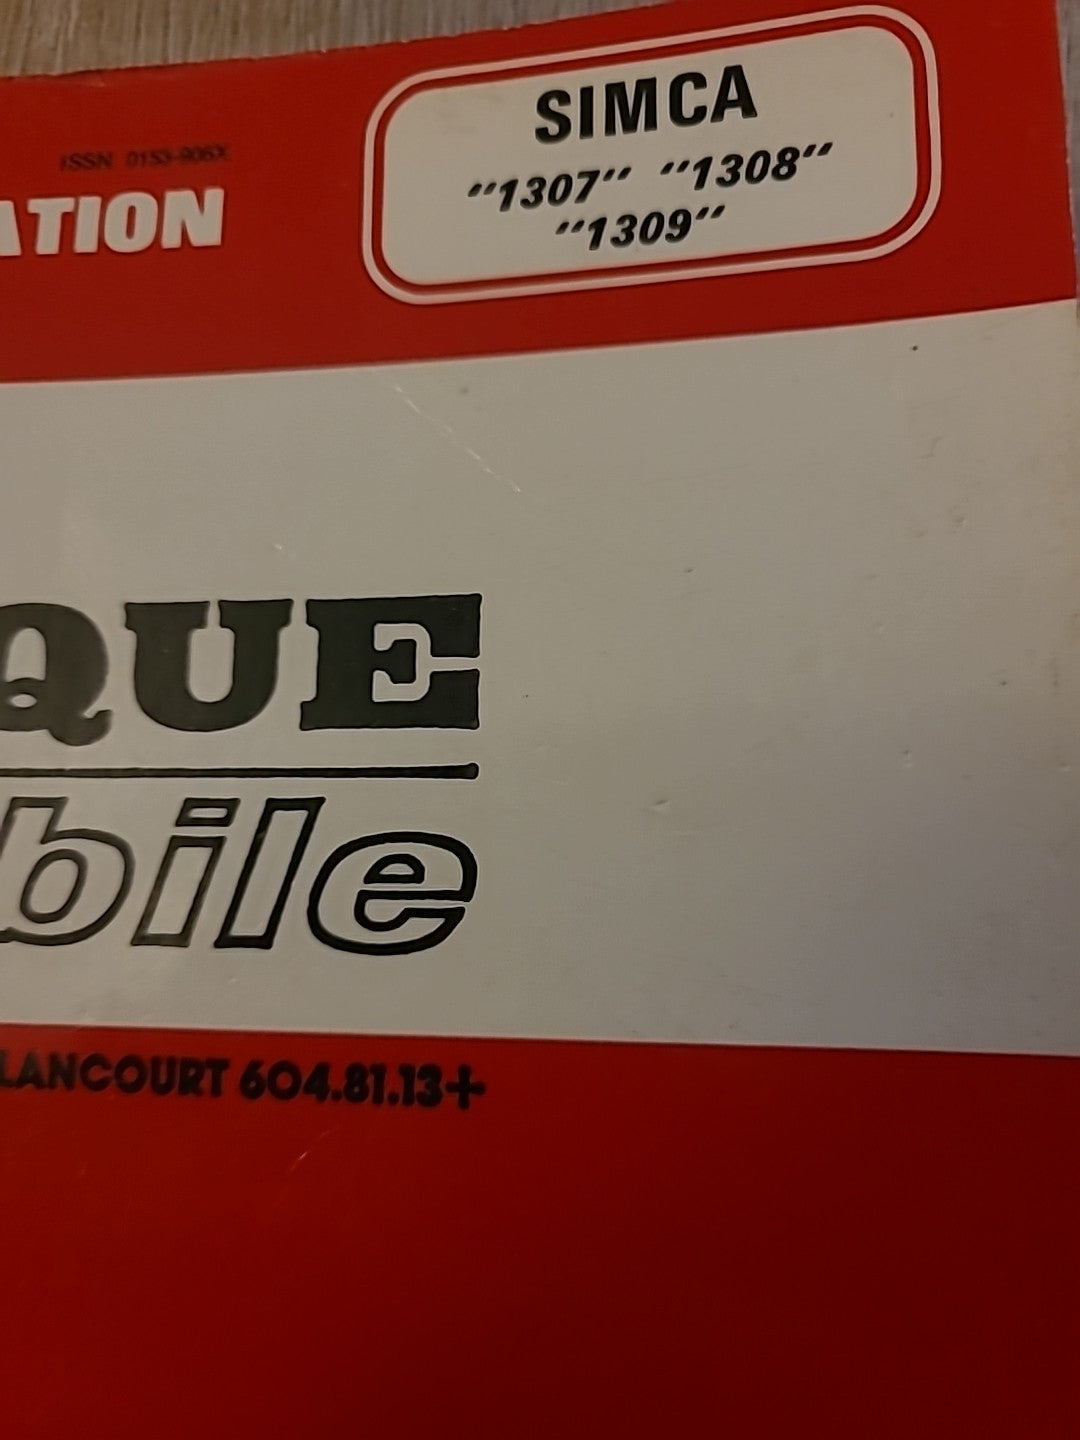 SIMCA
"1307" "1308"
"1309"
ISSN 0153-906X
ATION
QUE
bile
LANCOURT 604.81.13+